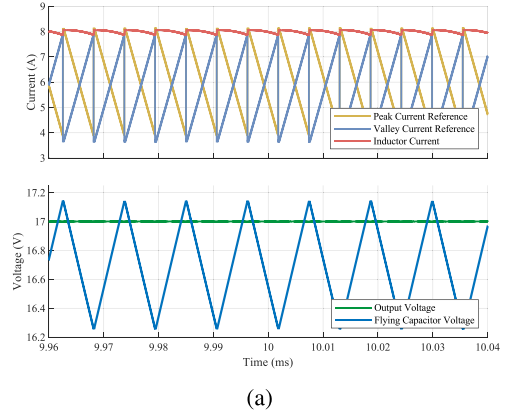 9
8
7
6
5
4
3
Current (A)
Peak Current Reference
Valley Current Reference
Inductor Current
17.2
17
16.8
16.6
16.4
16.2
Voltage (V)
Output Voltage
Flying Capacitor Voltage
9.96 9.97 9.98 9.99 10 10.01 10.02 10.03 10.04
Time (ms)
(a)